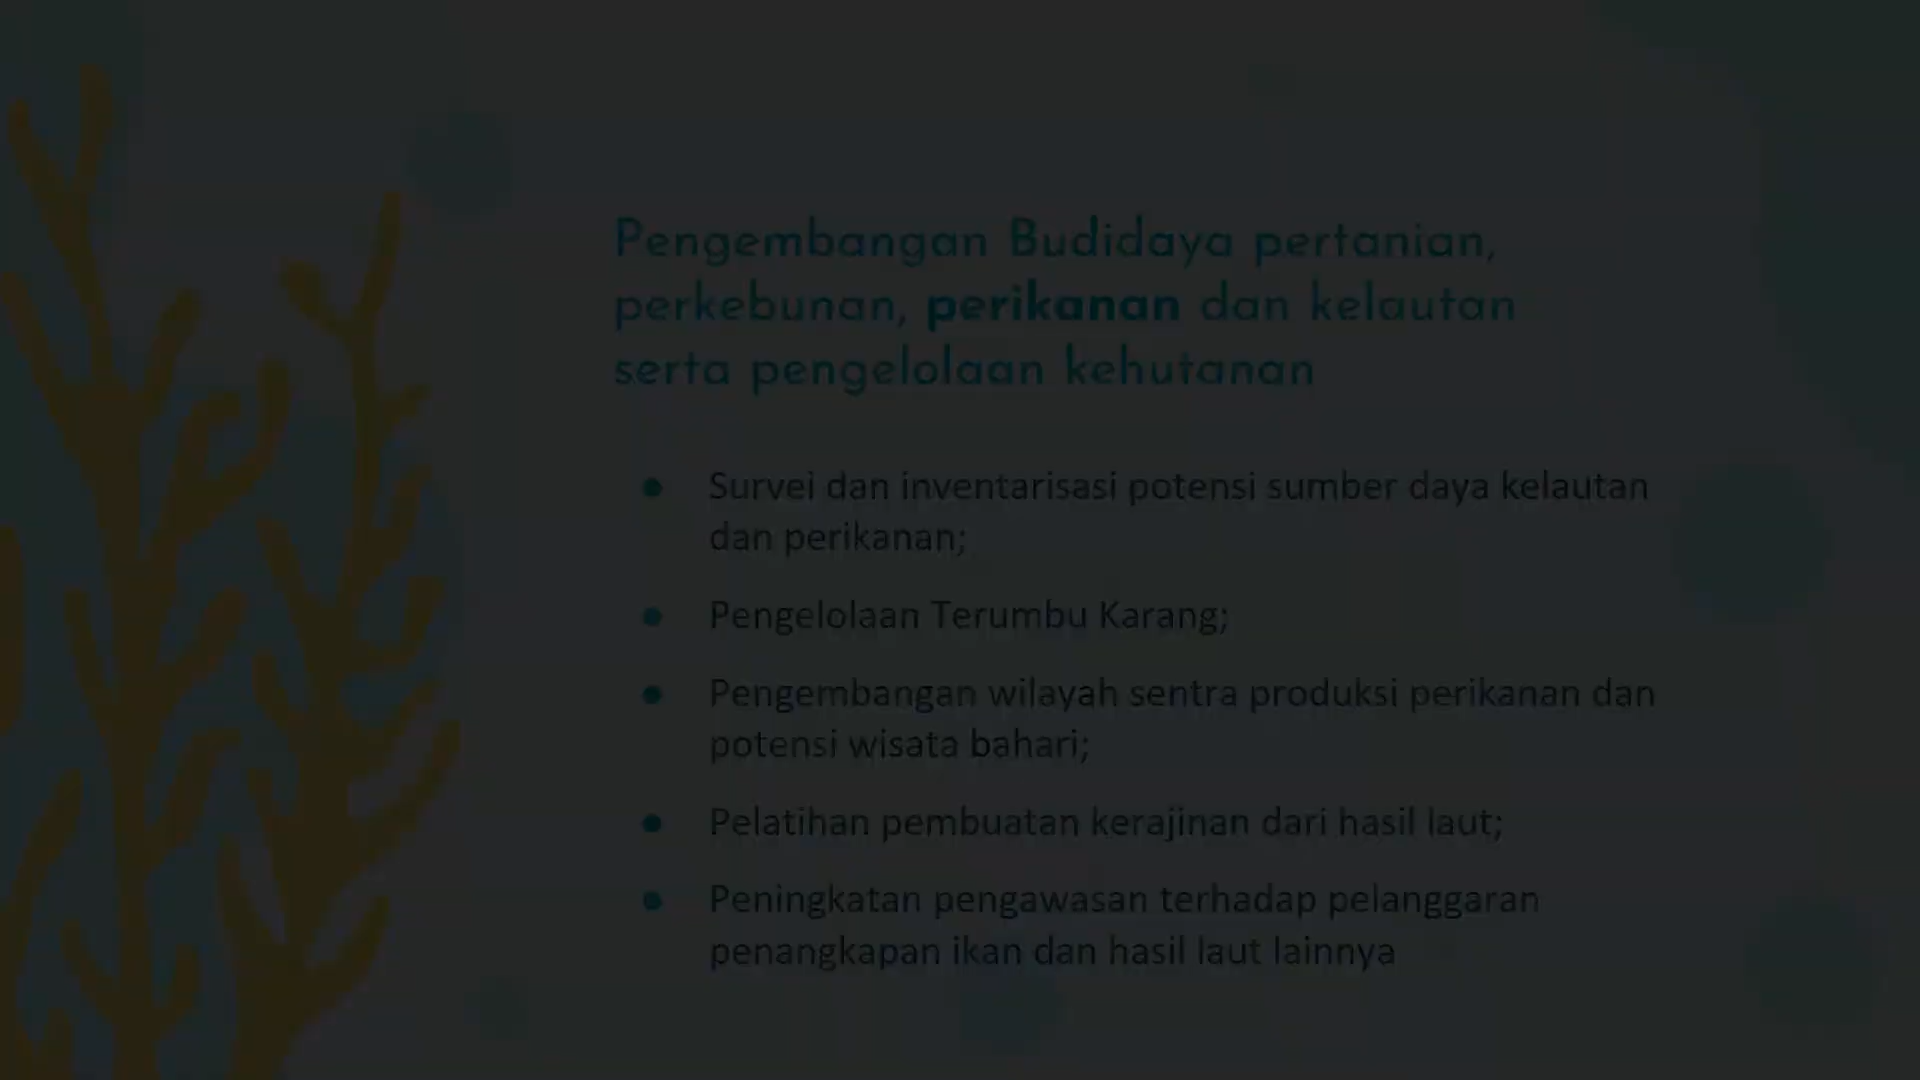 Pengembangan Budidaya pertanian,
perkebunan, perikanan dan kelautan
serta pengelolaan kehutanan
● Survei dan inventarisasi potensi sumber daya kelautan
dan perikanan;
● Pengelolaan Terumbu Karang;
● Pengembangan wilayah sentra produksi perikanan dan
potensi wisata bahari;
● Pelatihan pembuatan kerajinan dari hasil laut;
● Peningkatan pengawasan terhadap pelanggaran
penangkapan ikan dan hasil laut lainnya